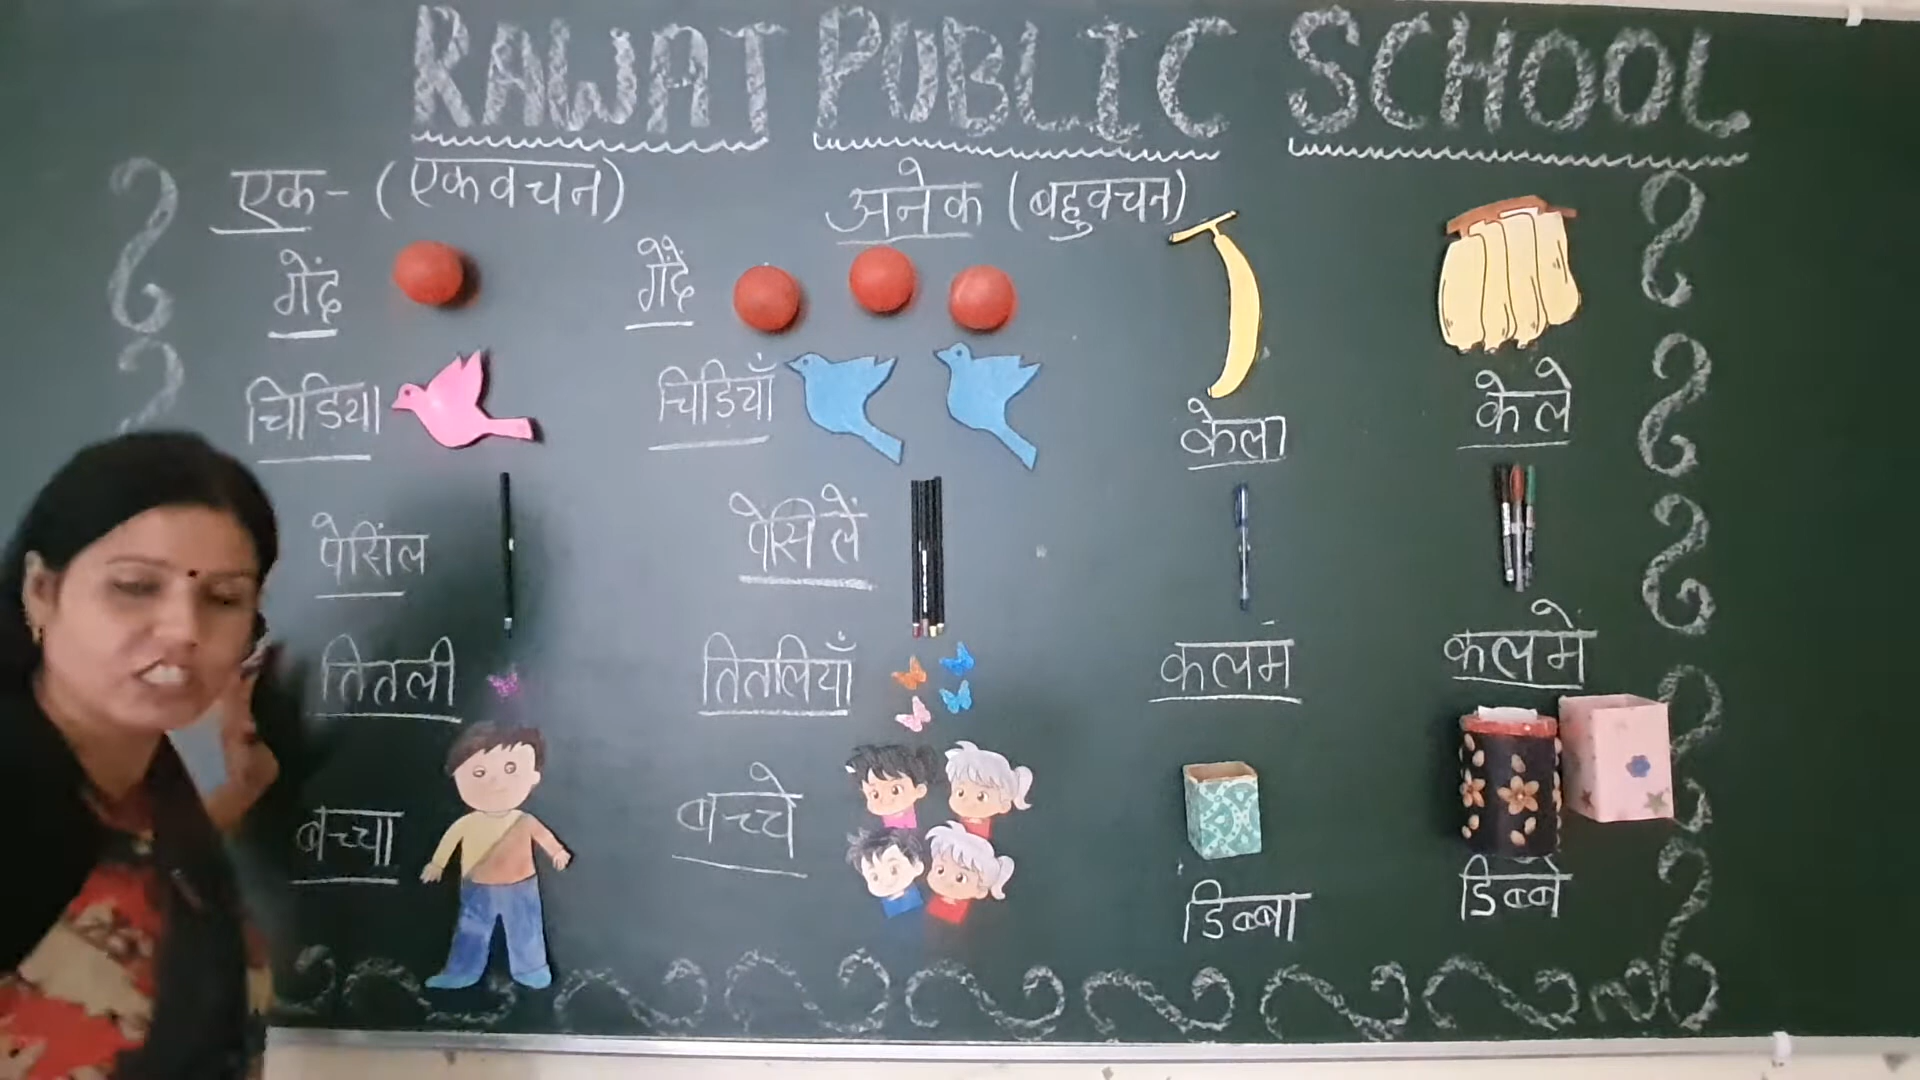 RAWAT PUBLIC SCHOOL
एक - (एकवचन) अनेक (बहुवचन)
गेंद गेंदें
चिडिया चिड़ियाँ केला केले
पेसिंल पेंसिलें
तितली तितलियाँ कलम कलमें
बच्चा बच्चे
डिब्बा डिब्बे